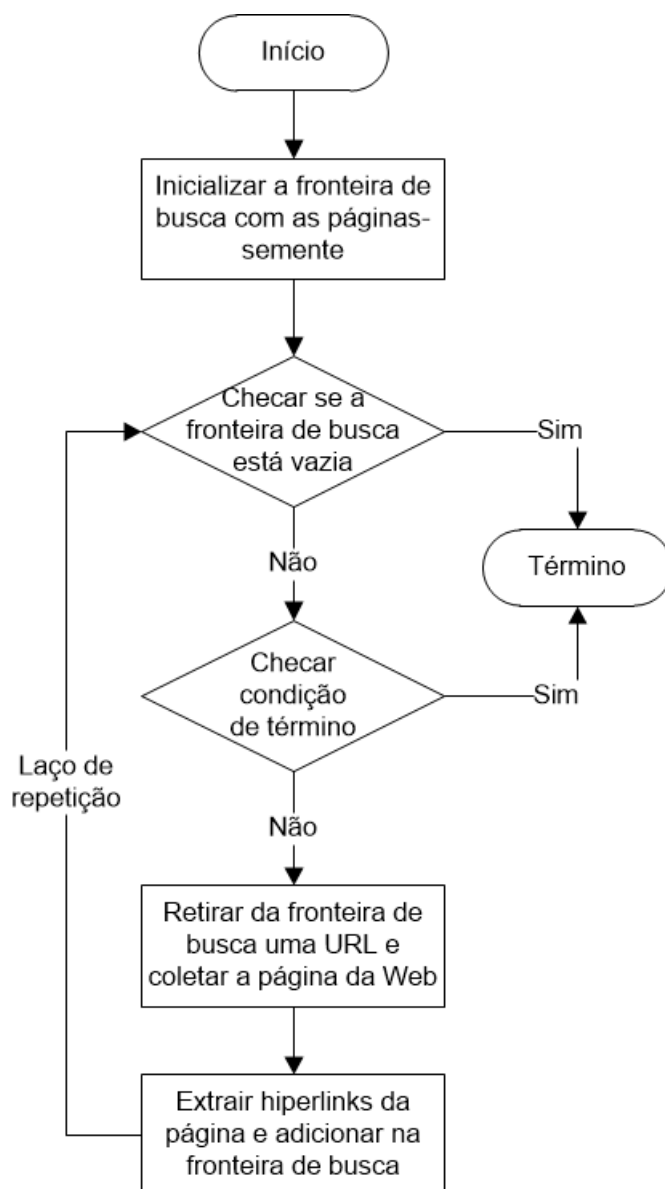 Início
Inicializar a fronteira de
busca com as páginas-
semente
Checar se a
fronteira de busca
está vazia
Sim
Não
Término
Checar
condição
de término
Sim
Laço de
repetição
Não
Retirar da fronteira de
busca uma URL e
coletar a página da Web
Extrair hiperlinks da
página e adicionar na
fronteira de busca